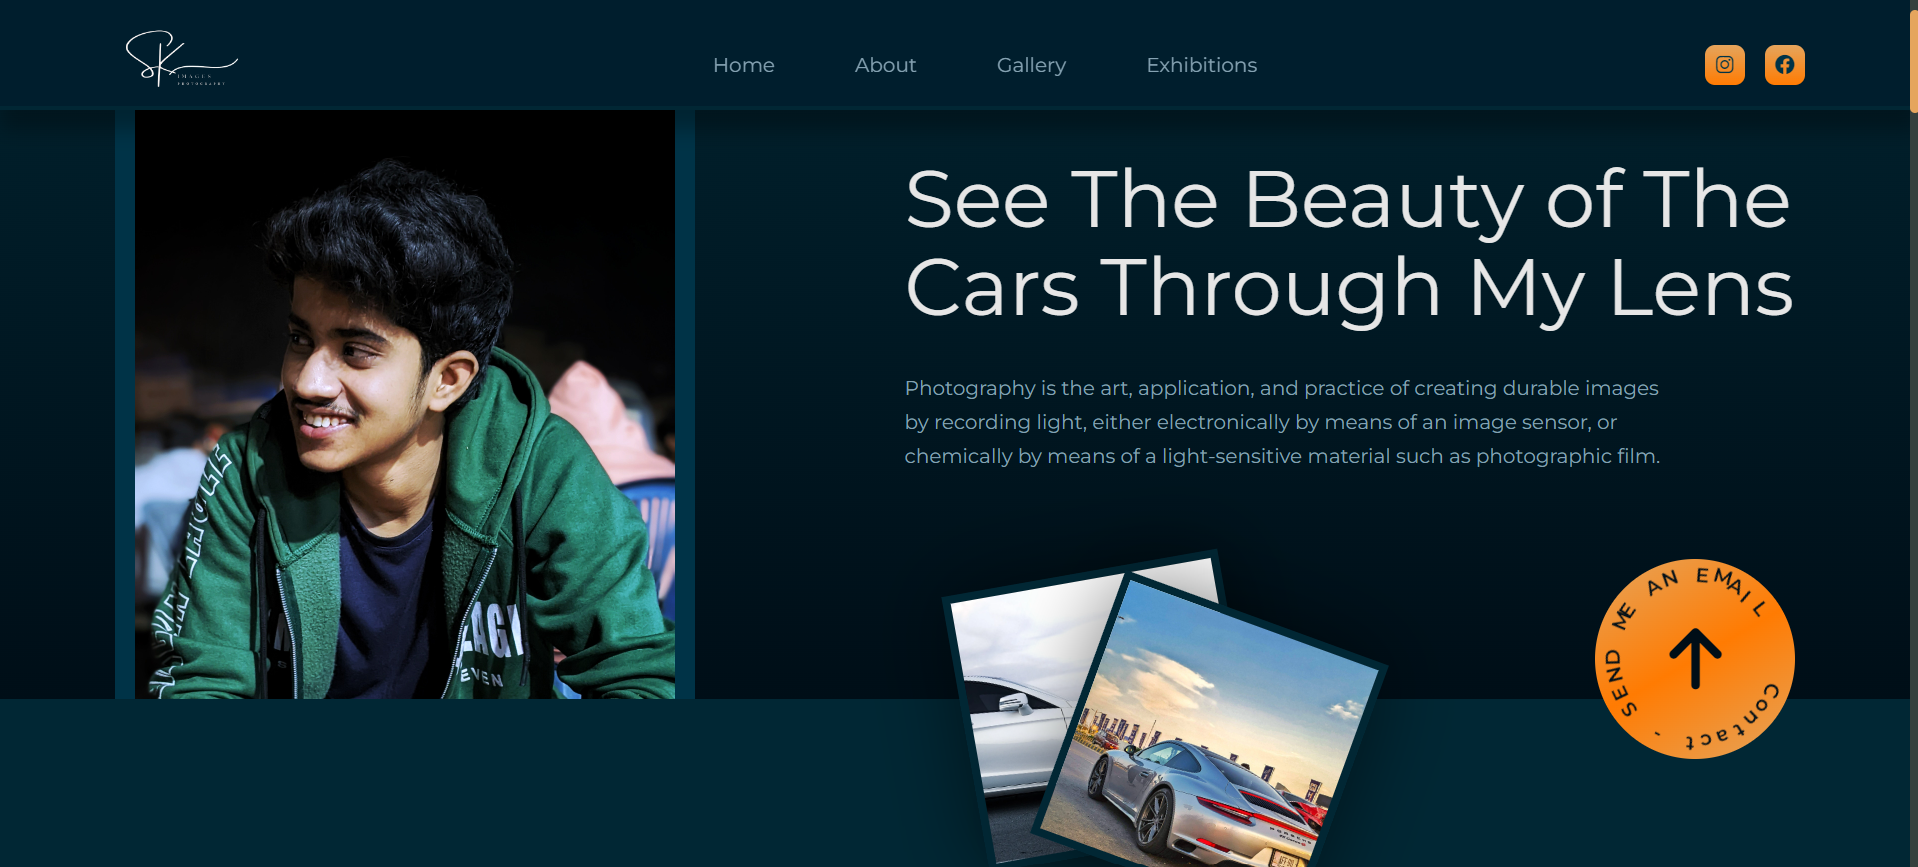 SK
IMAGES
PHOTOGRAPHY
Home
About
Gallery
Exhibitions
See The Beauty of The
Cars Through My Lens
Photography is the art, application, and practice of creating durable images
by recording light, either electronically by means of an image sensor, or
chemically by means of a light-sensitive material such as photographic film.
SEND ME AN EMAIL
Contact -
EVEN
PORSCHE